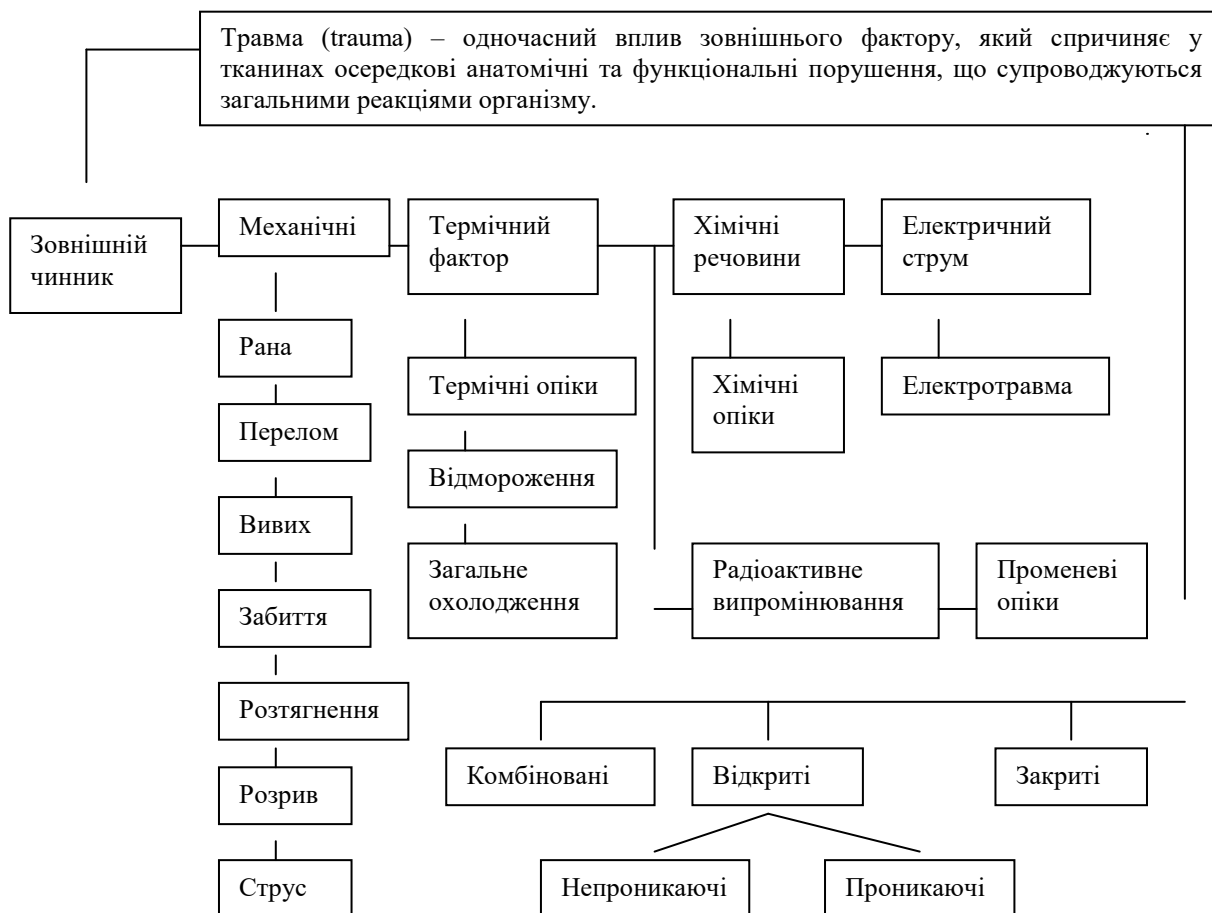 Травма (trauma) – одночасний вплив зовнішнього фактору, який спричиняє у
тканинах осередкові анатомічні та функціональні порушення, що супроводжуються
загальними реакціями організму.
Зовнішній
чинник
Механічні
Термічний
фактор
Хімічні
речовини
Електричний
струм
Рана
Перелом
Вивих
Забиття
Розтягнення
Розрив
Струс
Термічні опіки
Відмороження
Загальне
охолодження
Хімічні
опіки
Електротравма
Радіоактивне
випромінювання
Променеві
опіки
Комбіновані
Відкриті
Закриті
Непроникаючі
Проникаючі